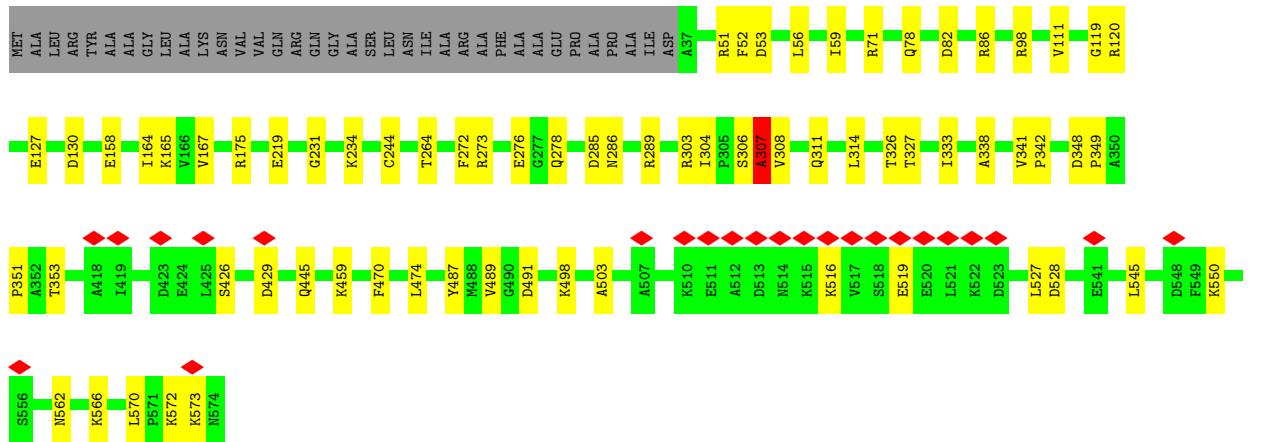 MET ALA LEU ARG TYR ALA ALA GLY LEU ALA LYS ASN VAL VAL GLN ARG GLN GLY ALA SER LEU ASN ILE ALA ARG ALA PHE ALA ALA GLU PRO ALA PRO ALA ILE ASP A37 R51 F52 D53 L56 I59 R71 Q78 D82 R86 R98 V111 G119 R120
E127 D130 E158 I164 K165 V166 V167 R175 E219 G231 K234 C244 T264 F272 R273 E276 G277 Q278 D285 N286 R289 R303 I304 P305 S306 A307 V308 Q311 L314 T326 T327 I333 A338 V341 P342 D348 P349 A350
P351 A352 T353 A418 I419 D423 E424 L425 S426 D429 Q445 K459 F470 L474 Y487 M488 V489 G490 D491 K498 A503 A507 K510 E511 A512 D513 N514 K515 K516 V517 S518 E519 E520 L521 K522 D523 L527 D528 E541 L545 D548 F549 K550
S556 N562 K566 L570 P571 K572 K573 N574